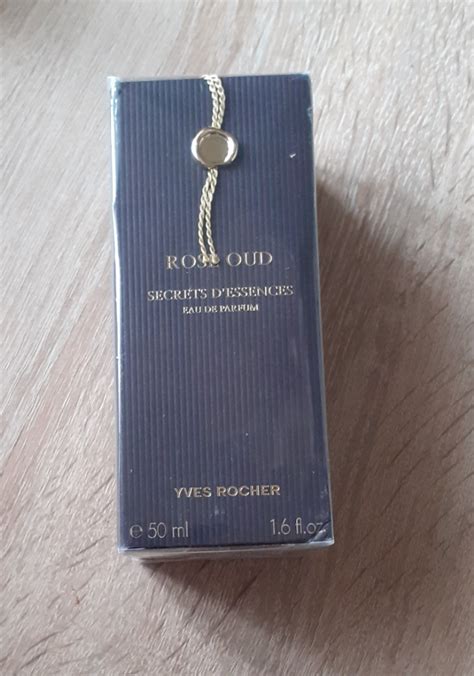 ROSE OUD
SECRETS D'ESSENCES
EAU DE PARFUM
YVES ROCHER
℮ 50 ml 1.6 fl.oz